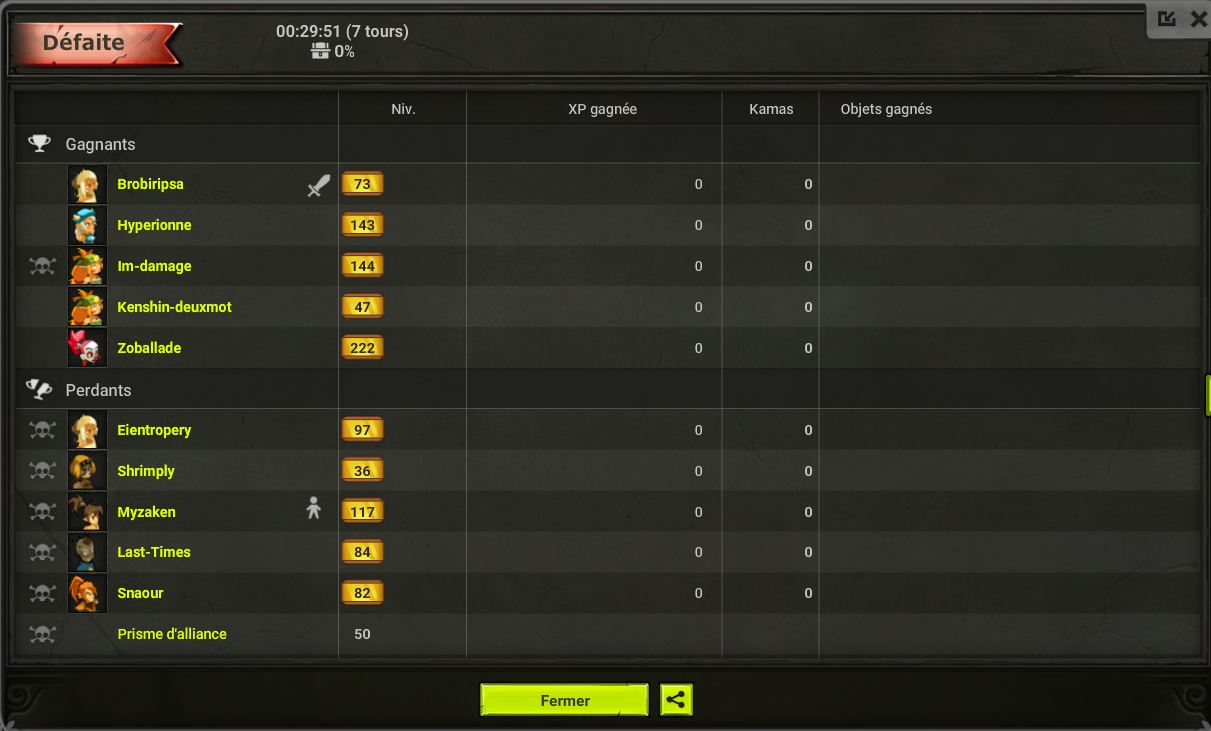 Défaite
00:29:51 (7 tours)
0%
Niv. XP gagnée Kamas Objets gagnés
Gagnants
Brobiripsa 73 0 0
Hyperionne 143 0 0
Im-damage 144 0 0
Kenshin-deuxmot 47 0 0
Zoballade 222 0 0
Perdants
Eientropery 97 0 0
Shrimply 36 0 0
Myzaken 117 0 0
Last-Times 84 0 0
Snaour 82 0 0
Prisme d'alliance 50
Fermer